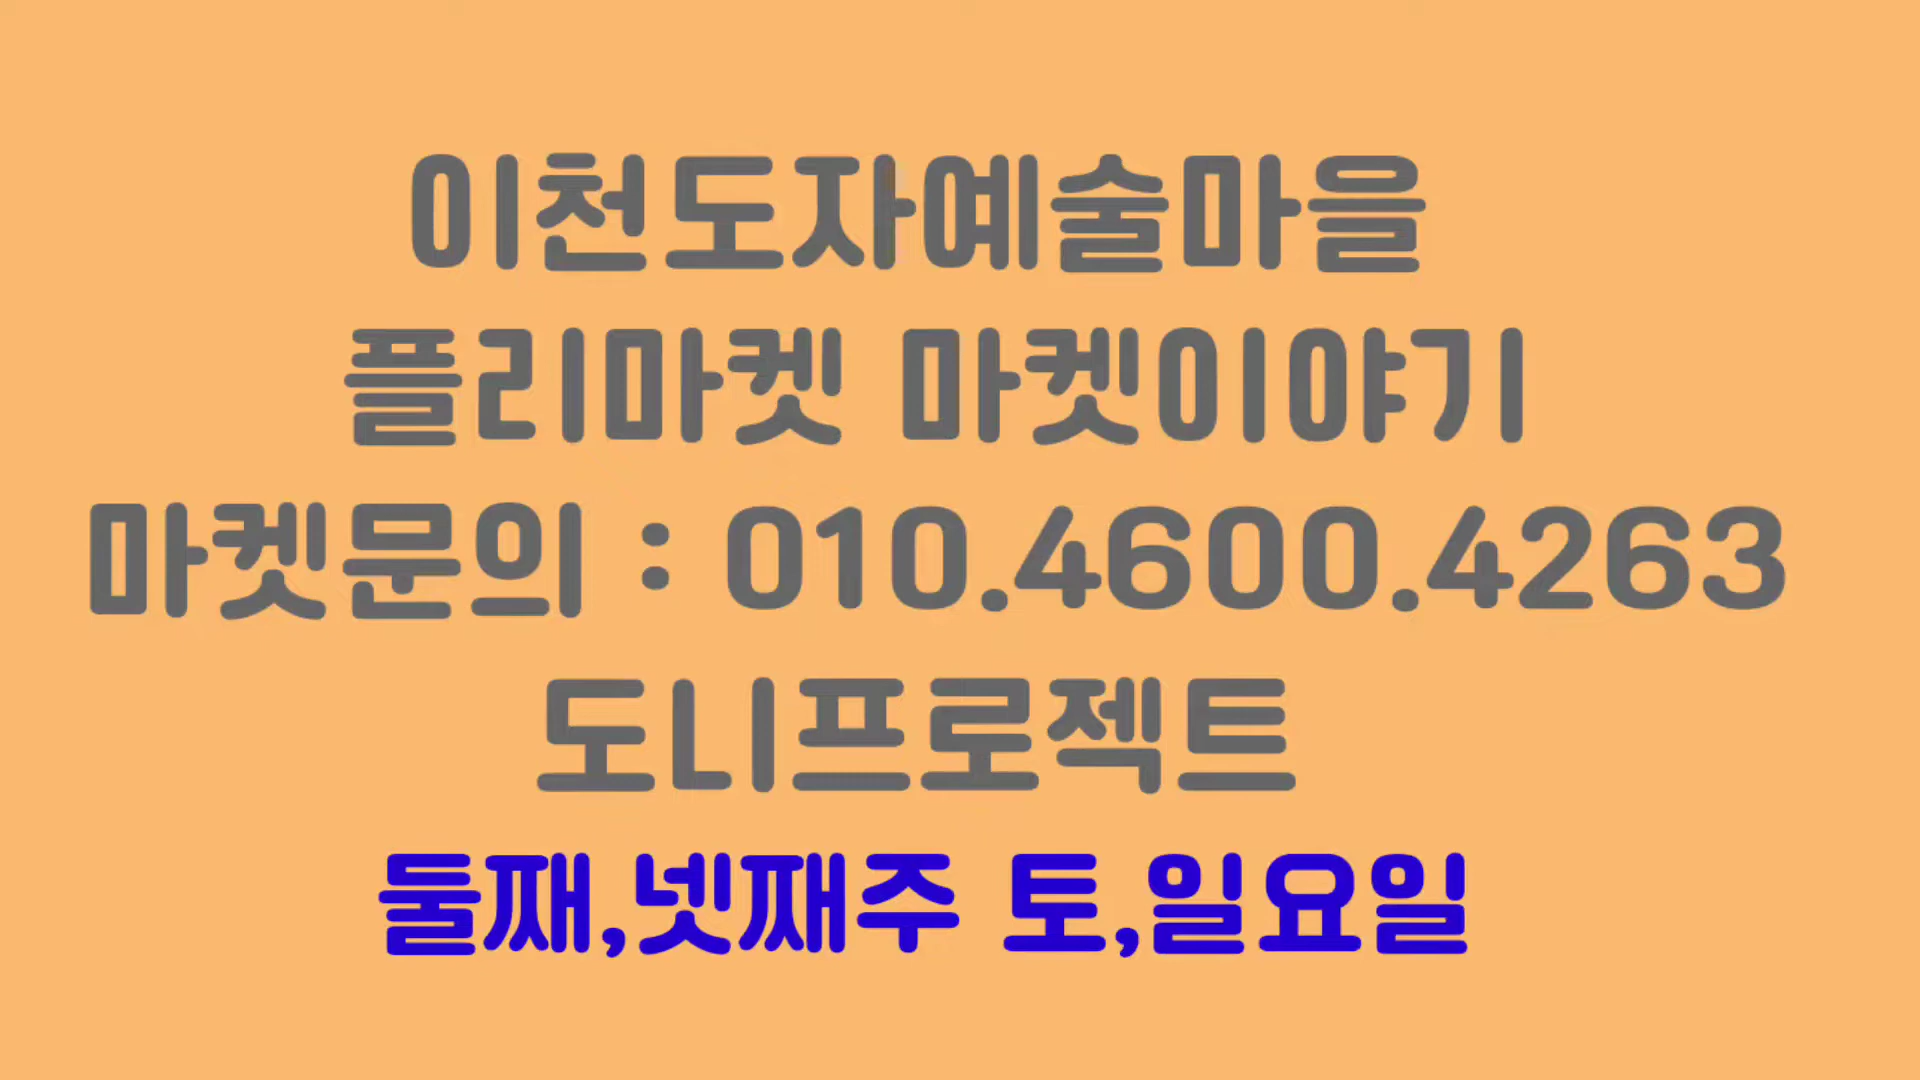 이천도자예술마을
플리마켓 마켓이야기
마켓문의 : 010.4600.4263
도니프로젝트
둘째,넷째주 토,일요일